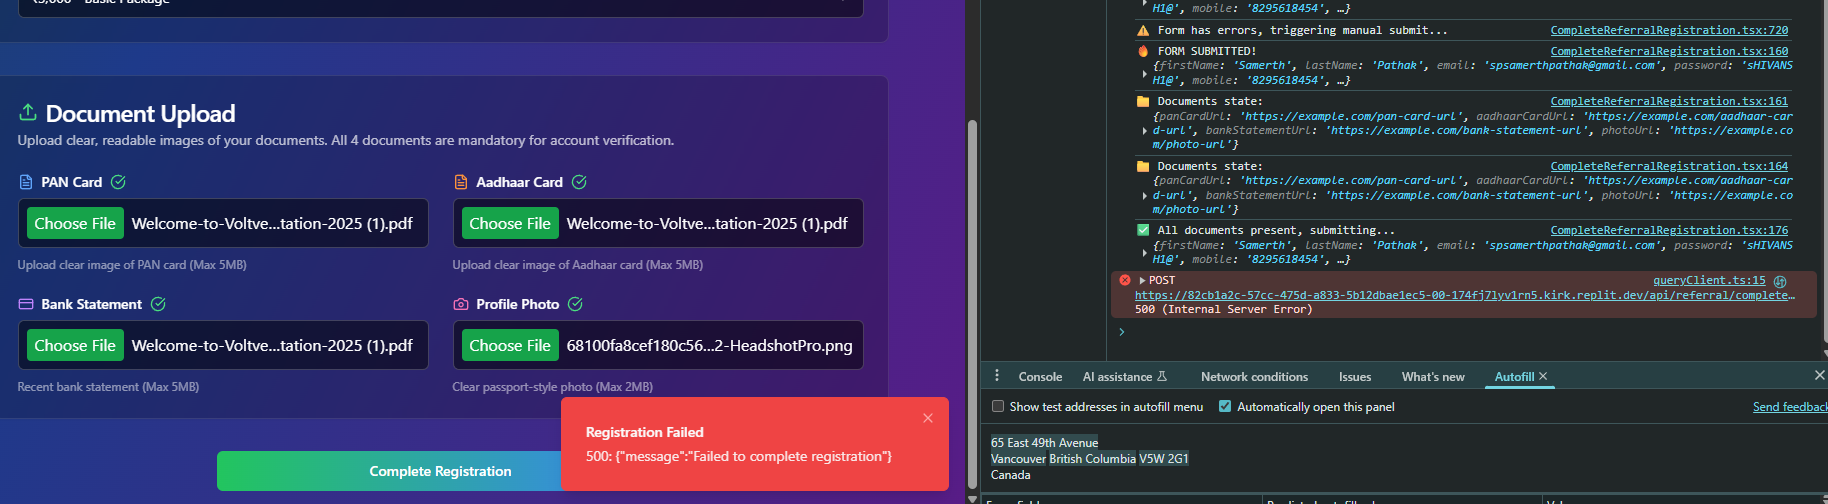 ₹5,000 - Basic Package
Document Upload
Upload clear, readable images of your documents. All 4 documents are mandatory for account verification.
PAN Card
Choose File Welcome-to-Voltve...tation-2025 (1).pdf
Upload clear image of PAN card (Max 5MB)
Aadhaar Card
Choose File Welcome-to-Voltve...tation-2025 (1).pdf
Upload clear image of Aadhaar card (Max 5MB)
Bank Statement
Choose File Welcome-to-Voltve...tation-2025 (1).pdf
Recent bank statement (Max 5MB)
Profile Photo
Choose File 68100fa8cef180c56...2-HeadshotPro.png
Clear passport-style photo (Max 2MB)
Complete Registration
Registration Failed
500: {"message":"Failed to complete registration"}
H1@', mobile: '8295618454', …}
Form has errors, triggering manual submit... CompleteReferralRegistration.tsx:720
FORM SUBMITTED! CompleteReferralRegistration.tsx:160
{firstName: 'Samerth', lastName: 'Pathak', email: 'spsamerthpathak@gmail.com', password: 'sHIVANS
H1@', mobile: '8295618454', …}
Documents state: CompleteReferralRegistration.tsx:161
{panCardUrl: 'https://example.com/pan-card-url', aadhaarCardUrl: 'https://example.com/aadhaar-car
d-url', bankStatementUrl: 'https://example.com/bank-statement-url', photoUrl: 'https://example.co
m/photo-url'}
Documents state: CompleteReferralRegistration.tsx:164
{panCardUrl: 'https://example.com/pan-card-url', aadhaarCardUrl: 'https://example.com/aadhaar-car
d-url', bankStatementUrl: 'https://example.com/bank-statement-url', photoUrl: 'https://example.co
m/photo-url'}
All documents present, submitting... CompleteReferralRegistration.tsx:176
{firstName: 'Samerth', lastName: 'Pathak', email: 'spsamerthpathak@gmail.com', password: 'sHIVANS
H1@', mobile: '8295618454', …}
POST queryClient.ts:15
https://82cb1a2c-57cc-475d-a833-5b12dbae1ec5-00-174fj7lyv1rn5.kirk.replit.dev/api/referral/complete…
500 (Internal Server Error)
Console AI assistance Network conditions Issues What's new Autofill
Show test addresses in autofill menu Automatically open this panel Send feedback
65 East 49th Avenue
Vancouver British Columbia V5W 2G1
Canada